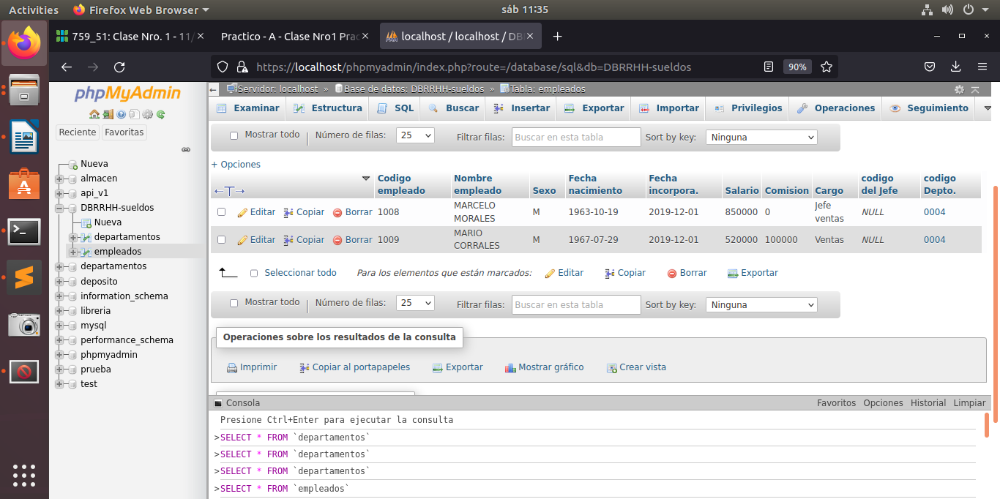 Activities Firefox Web Browser sáb 11:35
759_51: Clase Nro. 1 - 11/ Practico - A - Clase Nro1 Prac localhost / localhost / DB
https://localhost/phpmyadmin/index.php?route=/database/sql&db=DBRRHH-sueldos 90%
phpMyAdmin
Reciente Favoritas
Nueva
almacen
api_v1
DBRRHH-sueldos
Nueva
departamentos
empleados
departamentos
deposito
information_schema
libreria
mysql
performance_schema
phpmyadmin
prueba
test
Servidor: localhost » Base de datos: DBRRHH-sueldos » Tabla: empleados
Examinar Estructura SQL Buscar Insertar Exportar Importar Privilegios Operaciones Seguimiento
Mostrar todo Número de filas: 25 Filtrar filas: Buscar en esta tabla Sort by key: Ninguna
+ Opciones
Codigo Nombre Fecha Fecha codigo codigo
empleado empleado Sexo nacimiento incorpora. Salario Comision Cargo del Jefe Depto.
Editar Copiar Borrar 1008 MARCELO MORALES M 1963-10-19 2019-12-01 850000 0 Jefe ventas NULL 0004
Editar Copiar Borrar 1009 MARIO CORRALES M 1967-07-29 2019-12-01 520000 100000 Ventas NULL 0004
Seleccionar todo Para los elementos que están marcados: Editar Copiar Borrar Exportar
Mostrar todo Número de filas: 25 Filtrar filas: Buscar en esta tabla Sort by key: Ninguna
Operaciones sobre los resultados de la consulta
Imprimir Copiar al portapapeles Exportar Mostrar gráfico Crear vista
Consola Favoritos Opciones Historial Limpiar
Presione Ctrl+Enter para ejecutar la consulta
>SELECT * FROM `departamentos`
>SELECT * FROM `departamentos`
>SELECT * FROM `departamentos`
>SELECT * FROM `empleados`